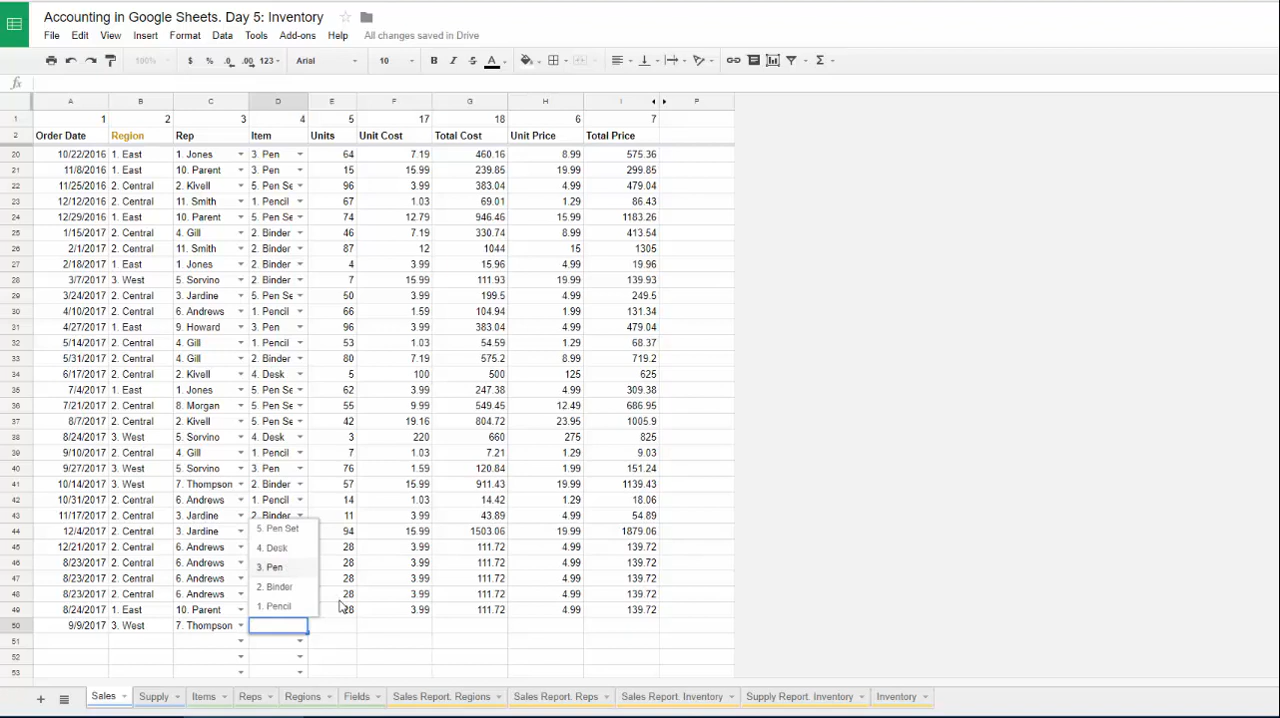 Accounting in Google Sheets. Day 5: Inventory
File Edit View Insert Format Data Tools Add-ons Help All changes saved in Drive
100% $ % .0 .00 123 Arial 10 B I S A Σ
fx
A B C D E F G H I P
1 1 2 3 4 5 17 18 6 7
2 Order Date Region Rep Item Units Unit Cost Total Cost Unit Price Total Price
20 10/22/2016 1. East 1. Jones 3. Pen 64 7.19 460.16 8.99 575.36
21 11/8/2016 1. East 10. Parent 3. Pen 15 15.99 239.85 19.99 299.85
22 11/25/2016 2. Central 2. Kivell 5. Pen Se 96 3.99 383.04 4.99 479.04
23 12/12/2016 2. Central 11. Smith 1. Pencil 67 1.03 69.01 1.29 86.43
24 12/29/2016 1. East 10. Parent 5. Pen Se 74 12.79 946.46 15.99 1183.26
25 1/15/2017 2. Central 4. Gill 2. Binder 46 7.19 330.74 8.99 413.54
26 2/1/2017 2. Central 11. Smith 2. Binder 87 12 1044 15 1305
27 2/18/2017 1. East 1. Jones 2. Binder 4 3.99 15.96 4.99 19.96
28 3/7/2017 3. West 5. Sorvino 2. Binder 7 15.99 111.93 19.99 139.93
29 3/24/2017 2. Central 3. Jardine 5. Pen Se 50 3.99 199.5 4.99 249.5
30 4/10/2017 2. Central 6. Andrews 1. Pencil 66 1.59 104.94 1.99 131.34
31 4/27/2017 1. East 9. Howard 3. Pen 96 3.99 383.04 4.99 479.04
32 5/14/2017 2. Central 4. Gill 1. Pencil 53 1.03 54.59 1.29 68.37
33 5/31/2017 2. Central 4. Gill 2. Binder 80 7.19 575.2 8.99 719.2
34 6/17/2017 2. Central 2. Kivell 4. Desk 5 100 500 125 625
35 7/4/2017 1. East 1. Jones 5. Pen Se 62 3.99 247.38 4.99 309.38
36 7/21/2017 2. Central 8. Morgan 5. Pen Se 55 9.99 549.45 12.49 686.95
37 8/7/2017 2. Central 2. Kivell 5. Pen Se 42 19.16 804.72 23.95 1005.9
38 8/24/2017 3. West 5. Sorvino 4. Desk 3 220 660 275 825
39 9/10/2017 2. Central 4. Gill 1. Pencil 7 1.03 7.21 1.29 9.03
40 9/27/2017 3. West 5. Sorvino 3. Pen 76 1.59 120.84 1.99 151.24
41 10/14/2017 3. West 7. Thompson 2. Binder 57 15.99 911.43 19.99 1139.43
42 10/31/2017 2. Central 6. Andrews 1. Pencil 14 1.03 14.42 1.29 18.06
43 11/17/2017 2. Central 3. Jardine 2. Binder 11 3.99 43.89 4.99 54.89
44 12/4/2017 2. Central 3. Jardine 5. Pen Set 94 15.99 1503.06 19.99 1879.06
45 12/21/2017 2. Central 6. Andrews 4. Desk 28 3.99 111.72 4.99 139.72
46 8/23/2017 2. Central 6. Andrews 3. Pen 28 3.99 111.72 4.99 139.72
47 8/23/2017 2. Central 6. Andrews 2. Binder 28 3.99 111.72 4.99 139.72
48 8/23/2017 2. Central 6. Andrews 28 3.99 111.72 4.99 139.72
49 8/24/2017 1. East 10. Parent 1. Pencil 28 3.99 111.72 4.99 139.72
50 9/9/2017 3. West 7. Thompson
51
52
53
Sales Supply Items Reps Regions Fields Sales Report. Regions Sales Report. Reps Sales Report. Inventory Supply Report. Inventory Inventory